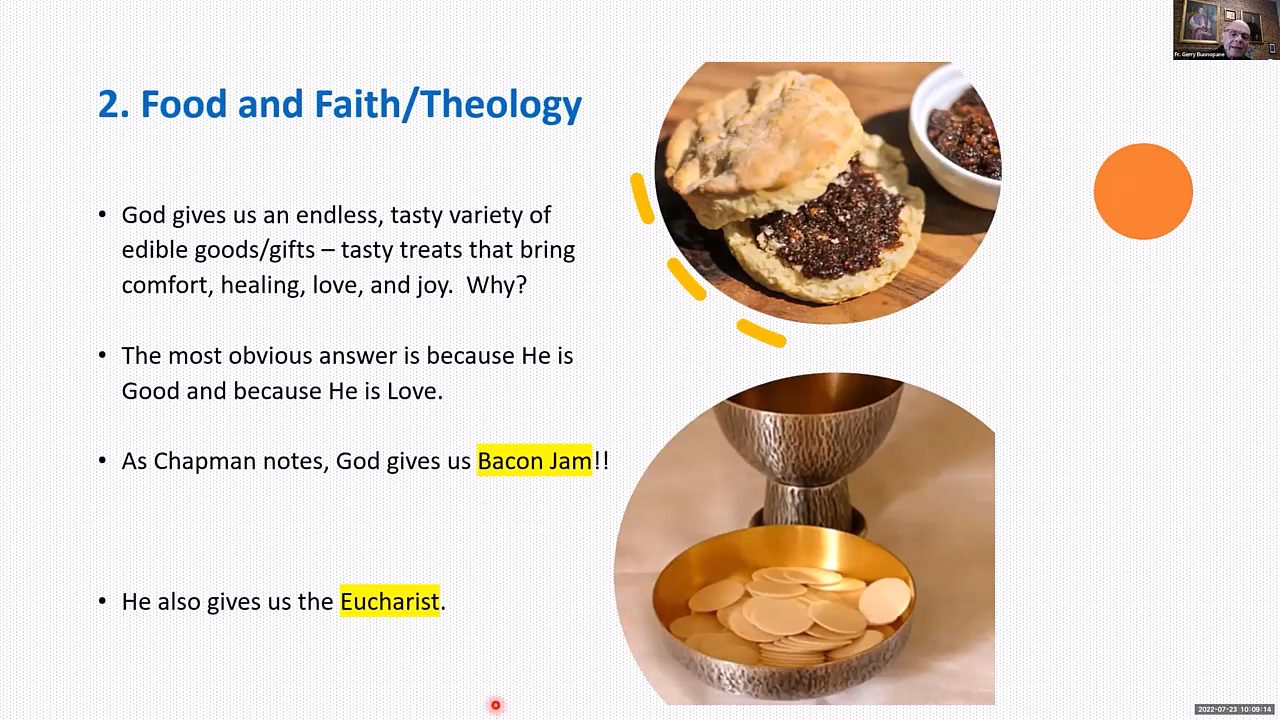 Fr. Gerry Buonopane
2. Food and Faith/Theology
• God gives us an endless, tasty variety of
edible goods/gifts – tasty treats that bring
comfort, healing, love, and joy.  Why?
• The most obvious answer is because He is
Good and because He is Love.
• As Chapman notes, God gives us Bacon Jam!!
• He also gives us the Eucharist.
2022-07-23 10:09:14